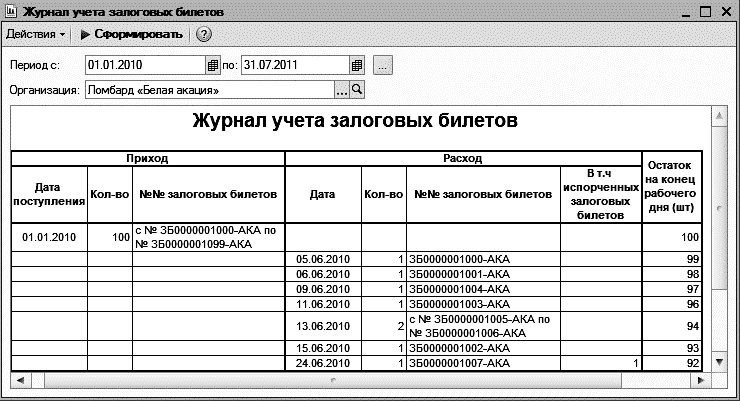 Журнал учета залоговых билетов
Действия Сформировать ?
Период с: 01.01.2010 по: 31.07.2011 ...
Организация: Ломбард «Белая акация» ...
Журнал учета залоговых билетов
Приход Расход Остаток на конец рабочего дня (шт)
Дата поступления Кол-во №№ залоговых билетов Дата Кол-во №№ залоговых билетов В т.ч испорченных залоговых билетов
01.01.2010 100 с № ЗБ0000001000-АКА по № ЗБ0000001099-АКА 100
05.06.2010 1 ЗБ0000001000-АКА 99
06.06.2010 1 ЗБ0000001001-АКА 98
09.06.2010 1 ЗБ0000001004-АКА 97
11.06.2010 1 ЗБ0000001003-АКА 96
13.06.2010 2 с № ЗБ0000001005-АКА по № ЗБ0000001006-АКА 94
15.06.2010 1 ЗБ0000001002-АКА 93
24.06.2010 1 ЗБ0000001007-АКА 1 92